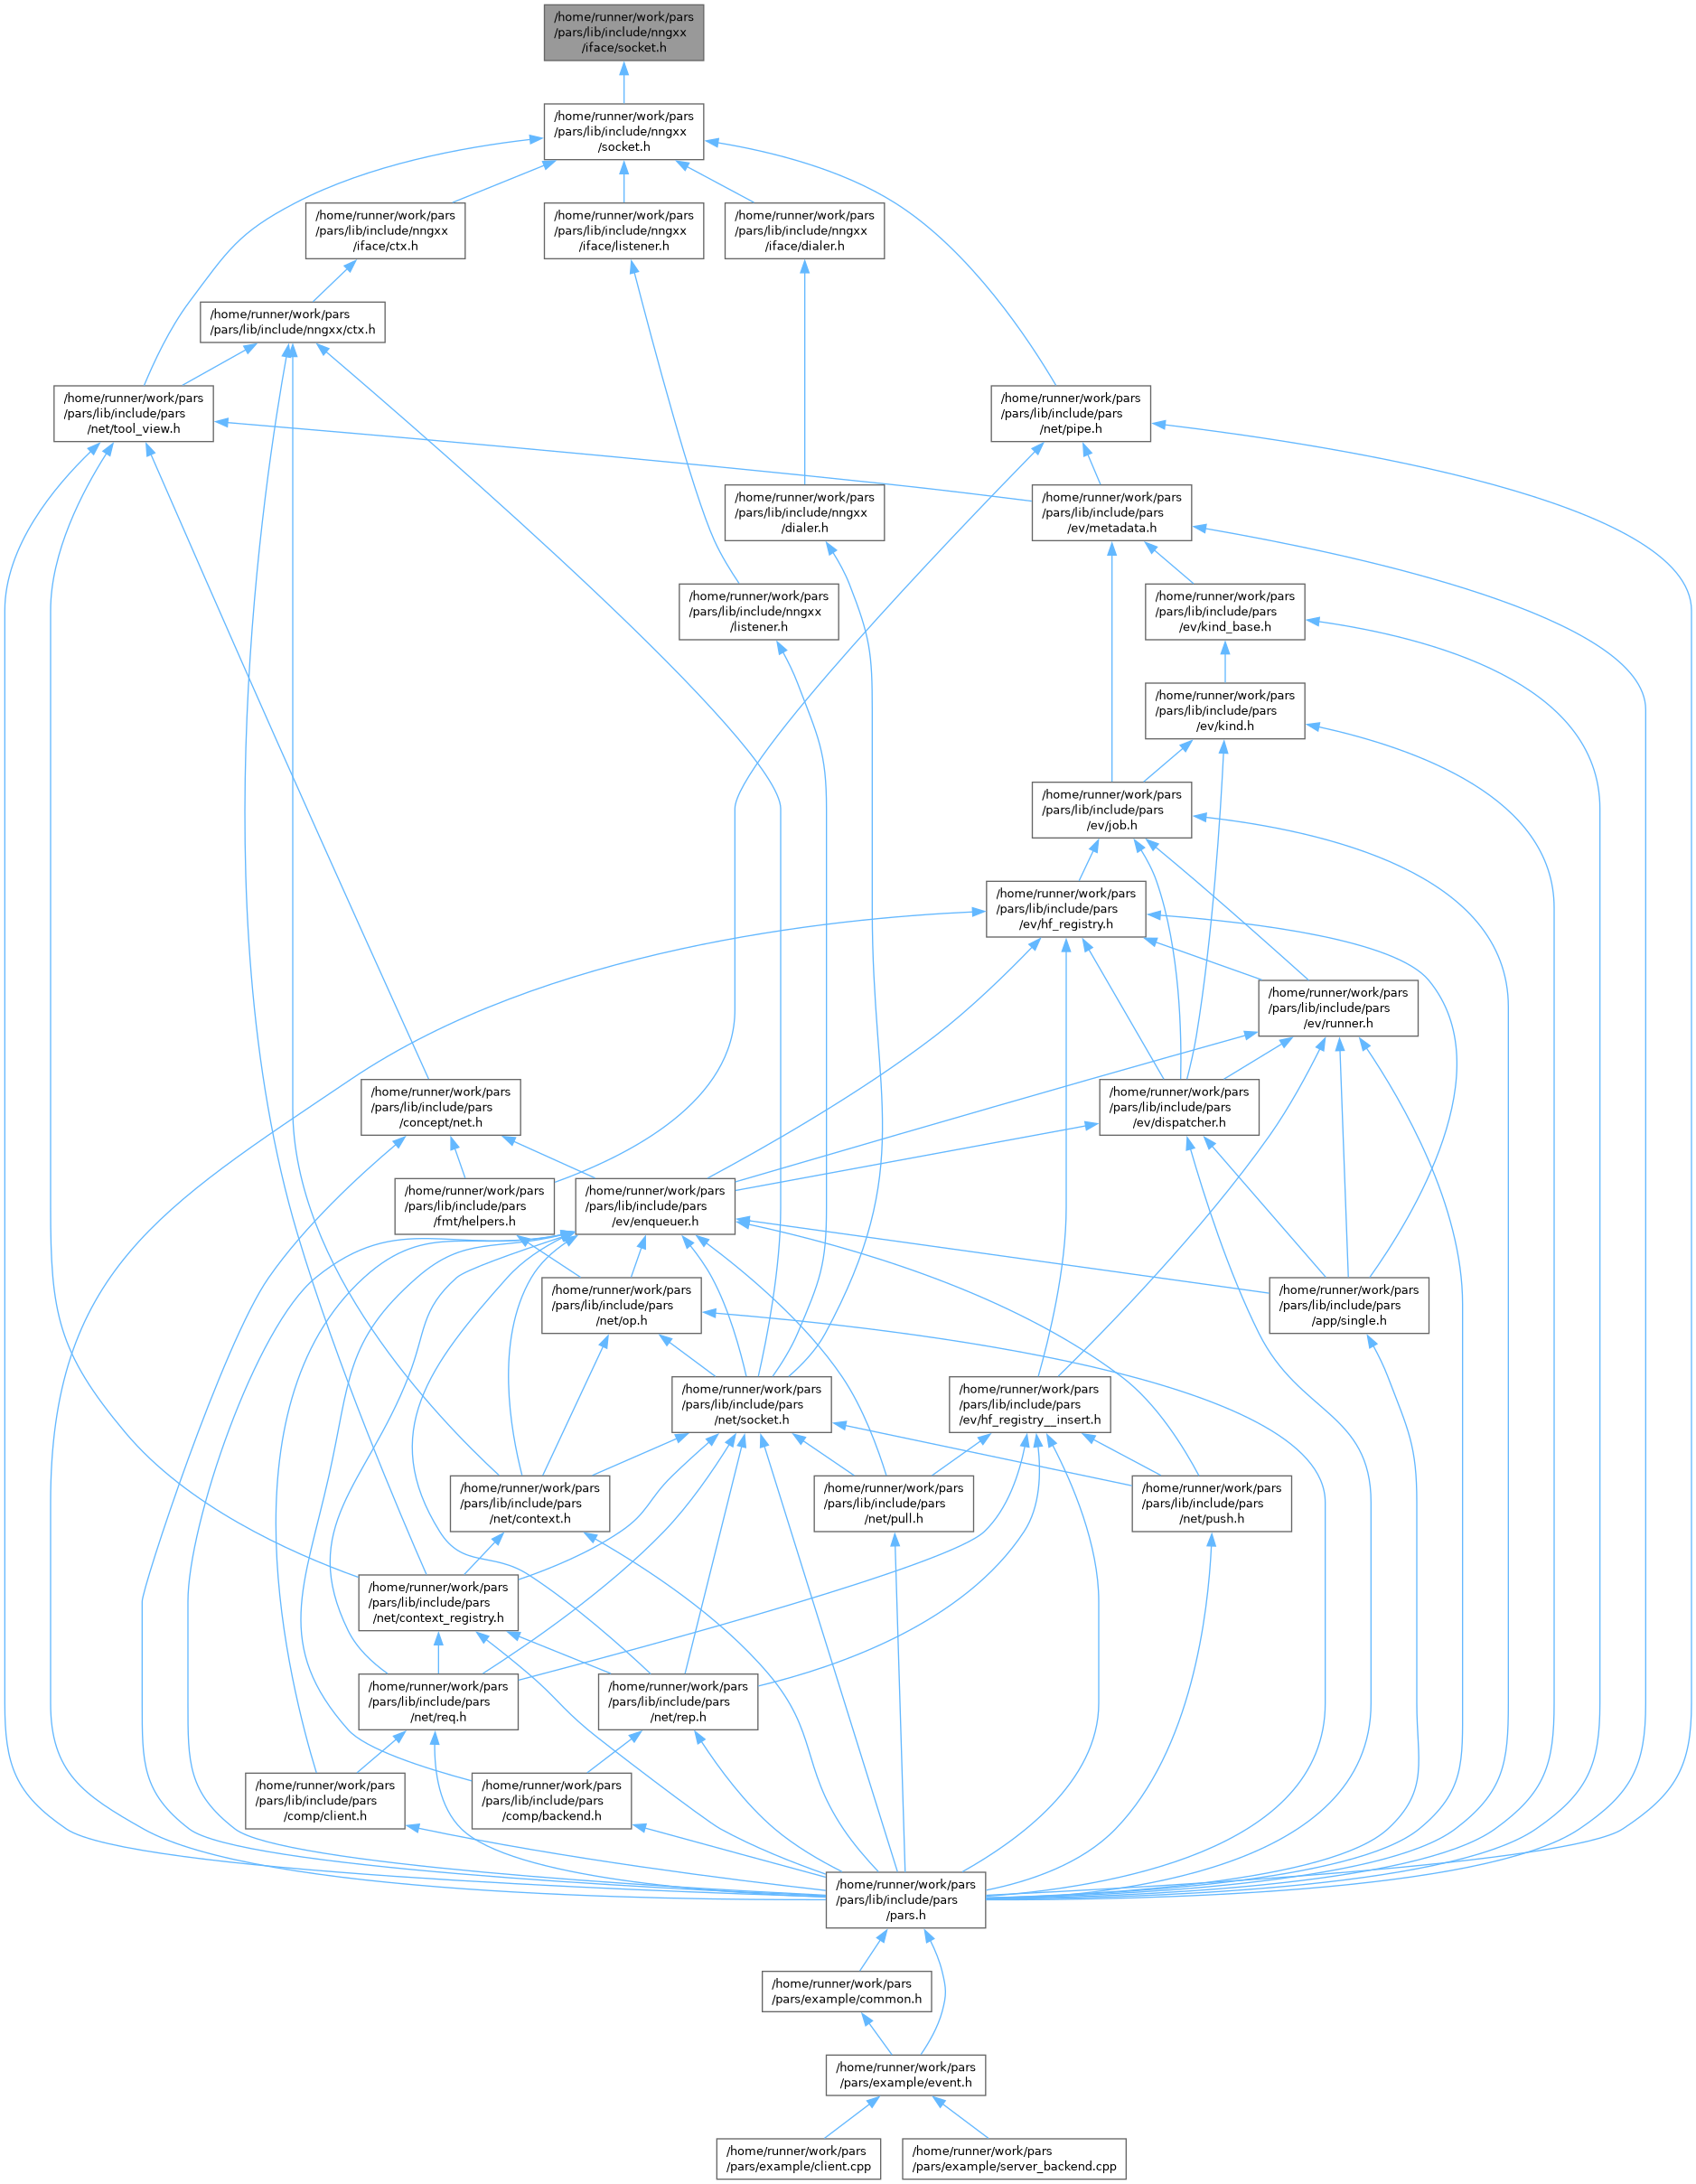 /home/runner/work/pars
/pars/lib/include/nngxx
/iface/socket.h
/home/runner/work/pars
/pars/lib/include/nngxx
/socket.h
/home/runner/work/pars
/pars/lib/include/nngxx
/iface/ctx.h
/home/runner/work/pars
/pars/lib/include/nngxx
/iface/listener.h
/home/runner/work/pars
/pars/lib/include/nngxx
/iface/dialer.h
/home/runner/work/pars
/pars/lib/include/nngxx/ctx.h
/home/runner/work/pars
/pars/lib/include/pars
/net/tool_view.h
/home/runner/work/pars
/pars/lib/include/pars
/net/pipe.h
/home/runner/work/pars
/pars/lib/include/nngxx
/dialer.h
/home/runner/work/pars
/pars/lib/include/pars
/ev/metadata.h
/home/runner/work/pars
/pars/lib/include/nngxx
/listener.h
/home/runner/work/pars
/pars/lib/include/pars
/ev/kind_base.h
/home/runner/work/pars
/pars/lib/include/pars
/ev/kind.h
/home/runner/work/pars
/pars/lib/include/pars
/ev/job.h
/home/runner/work/pars
/pars/lib/include/pars
/ev/hf_registry.h
/home/runner/work/pars
/pars/lib/include/pars
/ev/runner.h
/home/runner/work/pars
/pars/lib/include/pars
/concept/net.h
/home/runner/work/pars
/pars/lib/include/pars
/ev/dispatcher.h
/home/runner/work/pars
/pars/lib/include/pars
/fmt/helpers.h
/home/runner/work/pars
/pars/lib/include/pars
/ev/enqueuer.h
/home/runner/work/pars
/pars/lib/include/pars
/net/op.h
/home/runner/work/pars
/pars/lib/include/pars
/app/single.h
/home/runner/work/pars
/pars/lib/include/pars
/net/socket.h
/home/runner/work/pars
/pars/lib/include/pars
/ev/hf_registry__insert.h
/home/runner/work/pars
/pars/lib/include/pars
/net/context.h
/home/runner/work/pars
/pars/lib/include/pars
/net/pull.h
/home/runner/work/pars
/pars/lib/include/pars
/net/push.h
/home/runner/work/pars
/pars/lib/include/pars
/net/context_registry.h
/home/runner/work/pars
/pars/lib/include/pars
/net/req.h
/home/runner/work/pars
/pars/lib/include/pars
/net/rep.h
/home/runner/work/pars
/pars/lib/include/pars
/comp/client.h
/home/runner/work/pars
/pars/lib/include/pars
/comp/backend.h
/home/runner/work/pars
/pars/lib/include/pars
/pars.h
/home/runner/work/pars
/pars/example/common.h
/home/runner/work/pars
/pars/example/event.h
/home/runner/work/pars
/pars/example/client.cpp
/home/runner/work/pars
/pars/example/server_backend.cpp